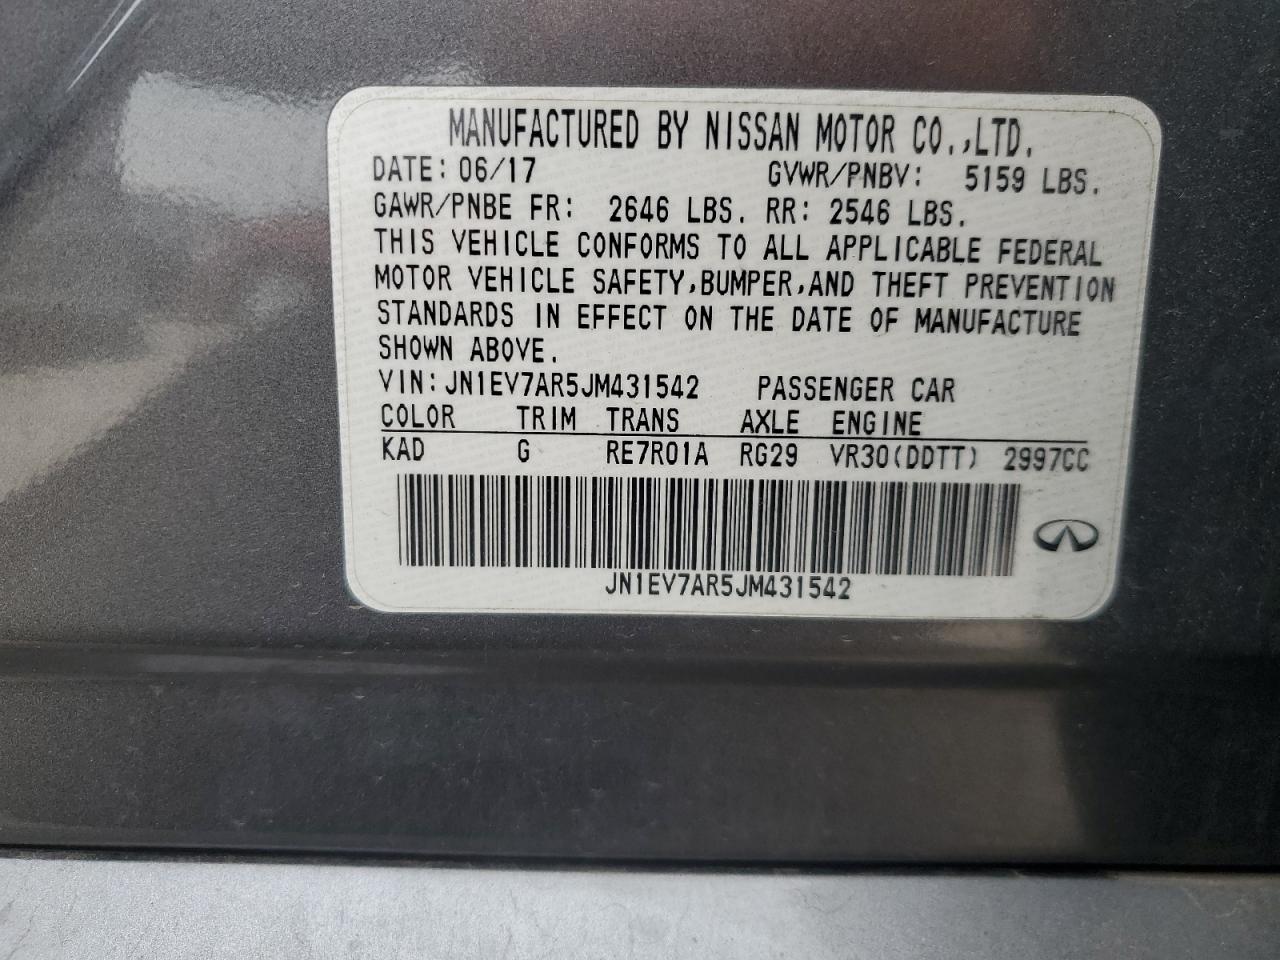 MANUFACTURED BY NISSAN MOTOR CO.,LTD.
DATE: 06/17 GVWR/PNBV: 5159 LBS.
GAWR/PNBE FR: 2646 LBS. RR: 2546 LBS.
THIS VEHICLE CONFORMS TO ALL APPLICABLE FEDERAL
MOTOR VEHICLE SAFETY,BUMPER,AND THEFT PREVENTION
STANDARDS IN EFFECT ON THE DATE OF MANUFACTURE
SHOWN ABOVE.
VIN: JN1EV7AR5JM431542 PASSENGER CAR
COLOR TRIM TRANS AXLE ENGINE
KAD G RE7R01A RG29 VR30(DDTT) 2997CC
JN1EV7AR5JM431542